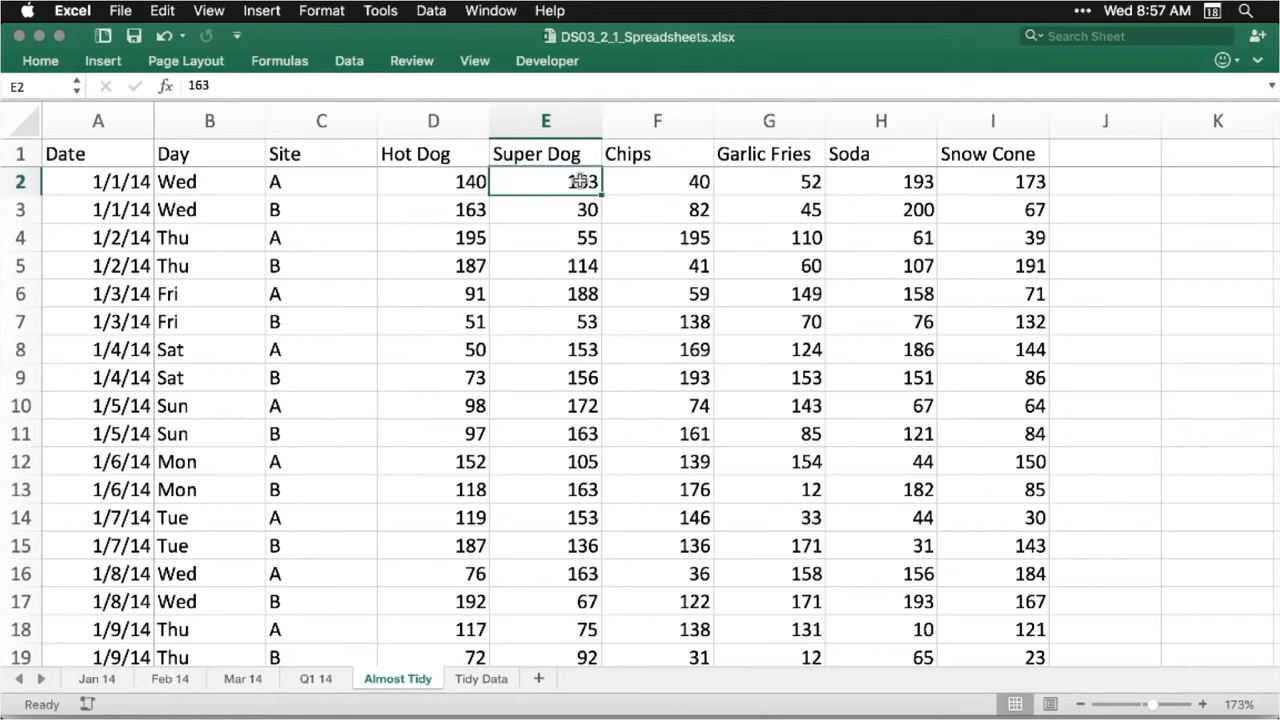 Excel File Edit View Insert Format Tools Data Window Help ••• Wed 8:57 AM 18
DS03_2_1_Spreadsheets.xlsx Search Sheet
Home Insert Page Layout Formulas Data Review View Developer
E2 fx 163
A B C D E F G H I J K
1 Date Day Site Hot Dog Super Dog Chips Garlic Fries Soda Snow Cone
2 1/1/14 Wed A 140 40 52 193 173
3 1/1/14 Wed B 163 30 82 45 200 67
4 1/2/14 Thu A 195 55 195 110 61 39
5 1/2/14 Thu B 187 114 41 60 107 191
6 1/3/14 Fri A 91 188 59 149 158 71
7 1/3/14 Fri B 51 53 138 70 76 132
8 1/4/14 Sat A 50 153 169 124 186 144
9 1/4/14 Sat B 73 156 193 153 151 86
10 1/5/14 Sun A 98 172 74 143 67 64
11 1/5/14 Sun B 97 163 161 85 121 84
12 1/6/14 Mon A 152 105 139 154 44 150
13 1/6/14 Mon B 118 163 176 12 182 85
14 1/7/14 Tue A 119 153 146 33 44 30
15 1/7/14 Tue B 187 136 136 171 31 143
16 1/8/14 Wed A 76 163 36 158 156 184
17 1/8/14 Wed B 192 67 122 171 193 167
18 1/9/14 Thu A 117 75 138 131 10 121
19 1/9/14 Thu B 72 92 31 12 65 23
Jan 14 Feb 14 Mar 14 Q1 14 Almost Tidy Tidy Data +
Ready − + 173%